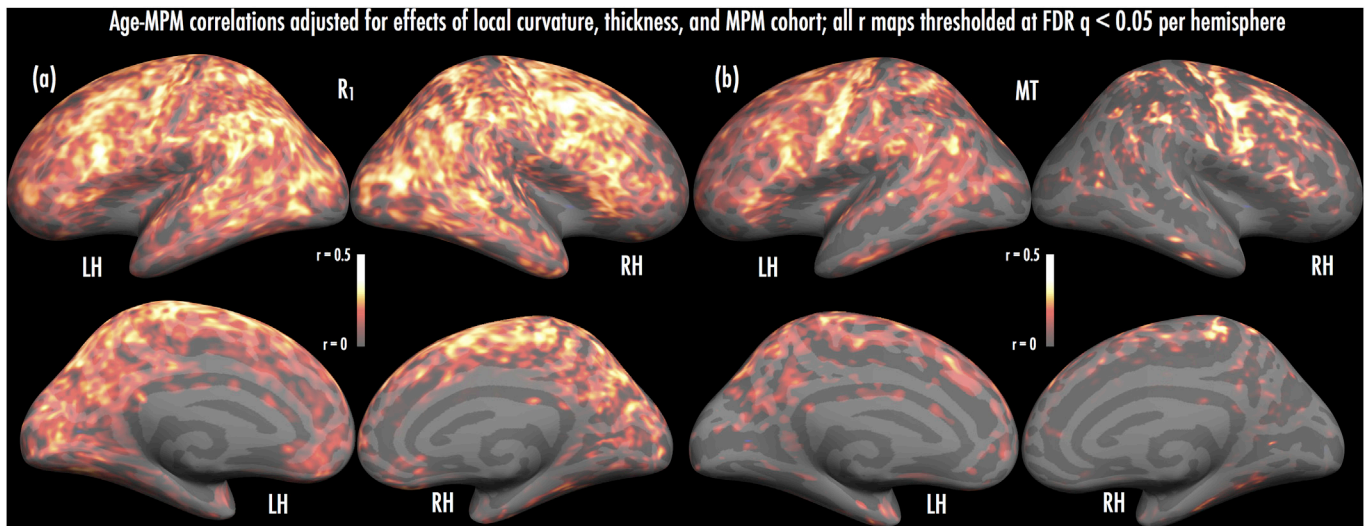 Age-MPM correlations adjusted for effects of local curvature, thickness, and MPM cohort; all r maps thresholded at FDR q < 0.05 per hemisphere
(a)
R₁
(b)
MT
LH
r = 0.5
r = 0
RH
LH
r = 0.5
r = 0
RH
LH
RH
LH
RH